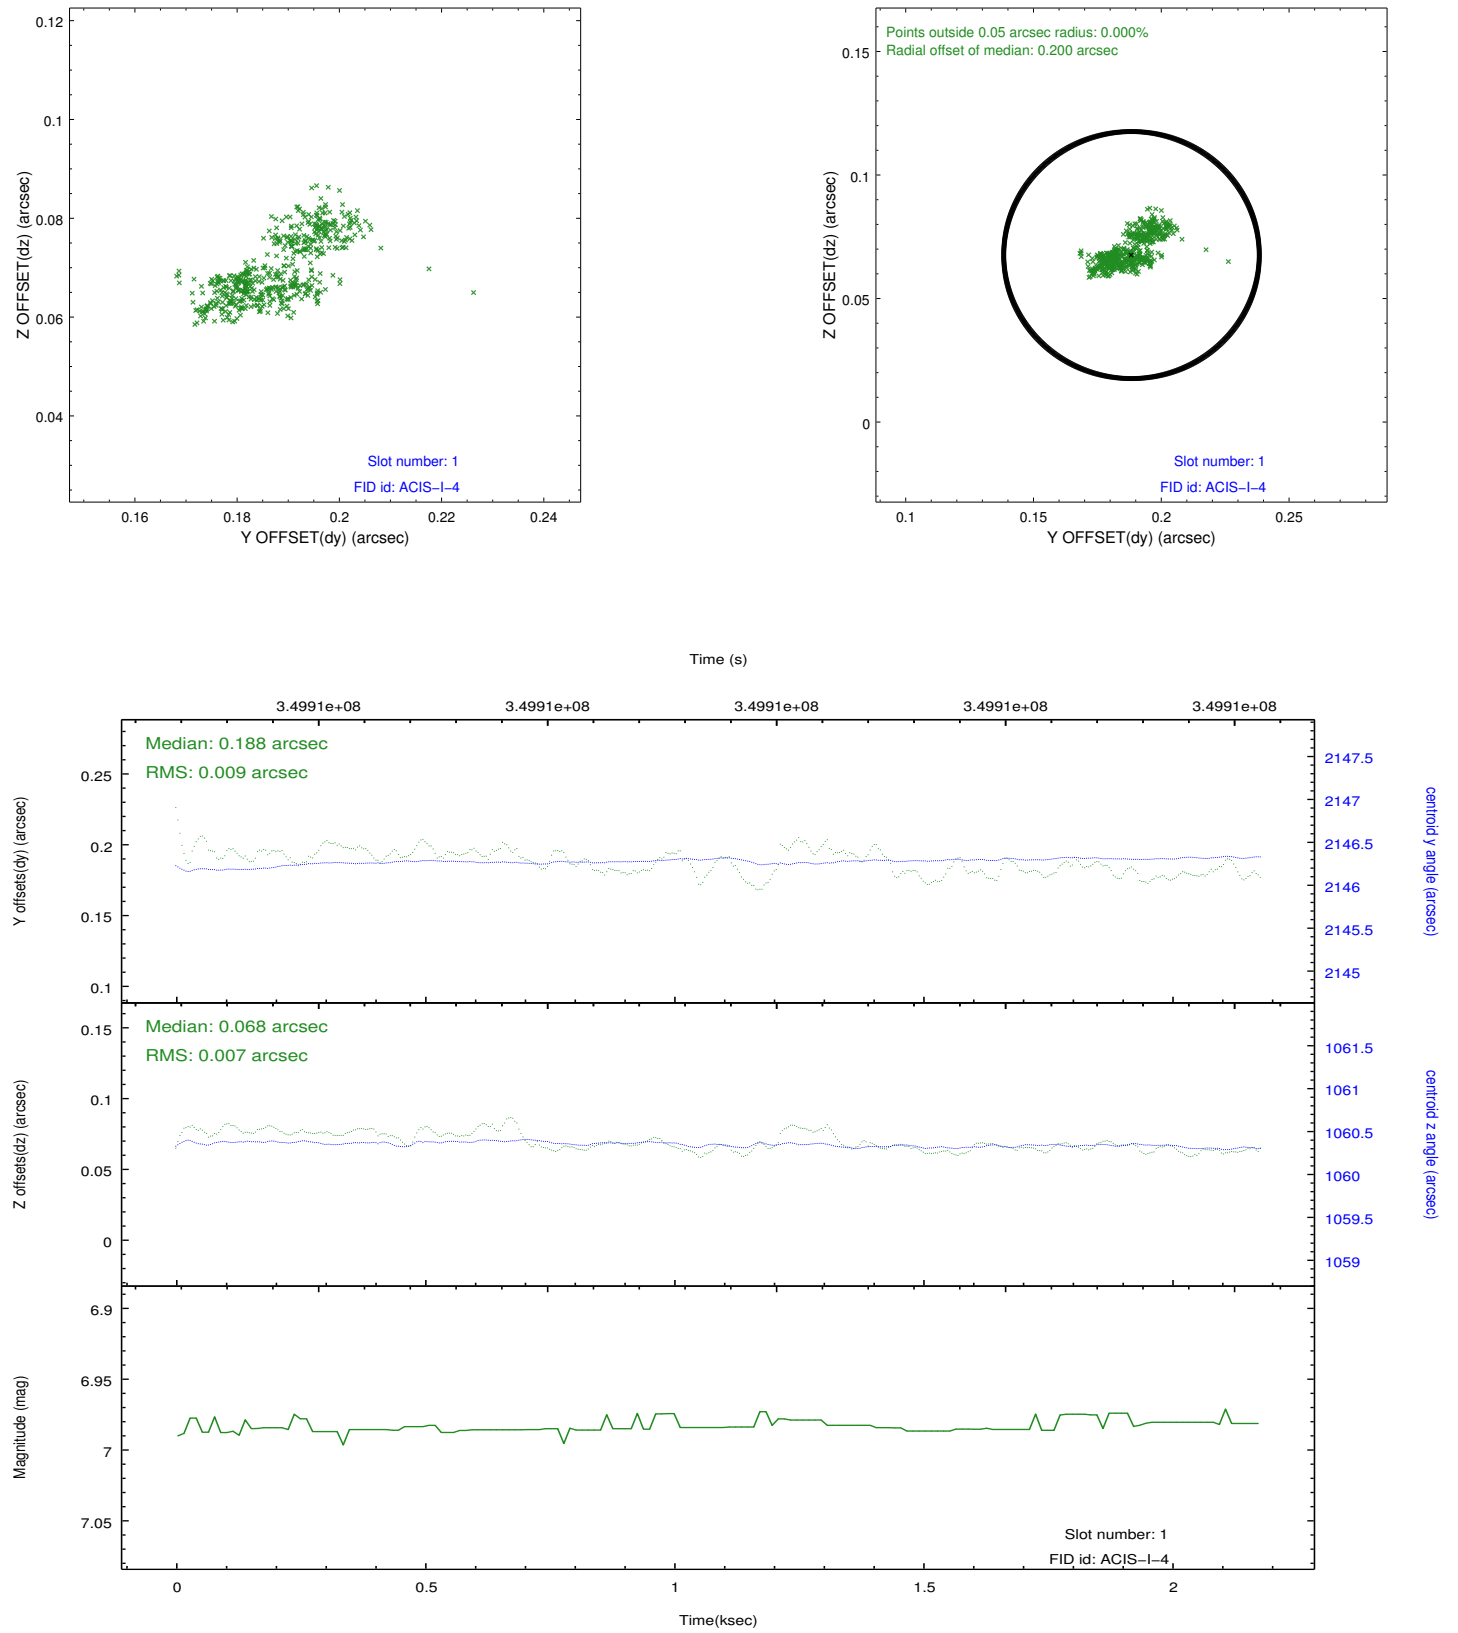 0.12
0.1
0.08
0.06
0.04
Z OFFSET(dz) (arcsec)
Slot number: 1
FID id: ACIS−I−4
0.16 0.18 0.2 0.22 0.24
Y OFFSET(dy) (arcsec)
Points outside 0.05 arcsec radius: 0.000%
Radial offset of median: 0.200 arcsec
0.15
0.1
0.05
0
Z OFFSET(dz) (arcsec)
Slot number: 1
FID id: ACIS−I−4
0.1 0.15 0.2 0.25
Y OFFSET(dy) (arcsec)
Time (s)
3.4991e+08 3.4991e+08 3.4991e+08 3.4991e+08 3.4991e+08
Median: 0.188 arcsec
RMS: 0.009 arcsec
0.25
0.2
0.15
0.1
Y offsets(dy) (arcsec)
2147.5
2147
2146.5
2146
2145.5
2145
centroid y angle (arcsec)
Median: 0.068 arcsec
RMS: 0.007 arcsec
0.15
0.1
0.05
0
Z offsets(dz) (arcsec)
1061.5
1061
1060.5
1060
1059.5
1059
centroid z angle (arcsec)
6.9
6.95
7
7.05
Magnitude (mag)
Slot number: 1
FID id: ACIS−I−4
0 0.5 1 1.5 2
Time(ksec)